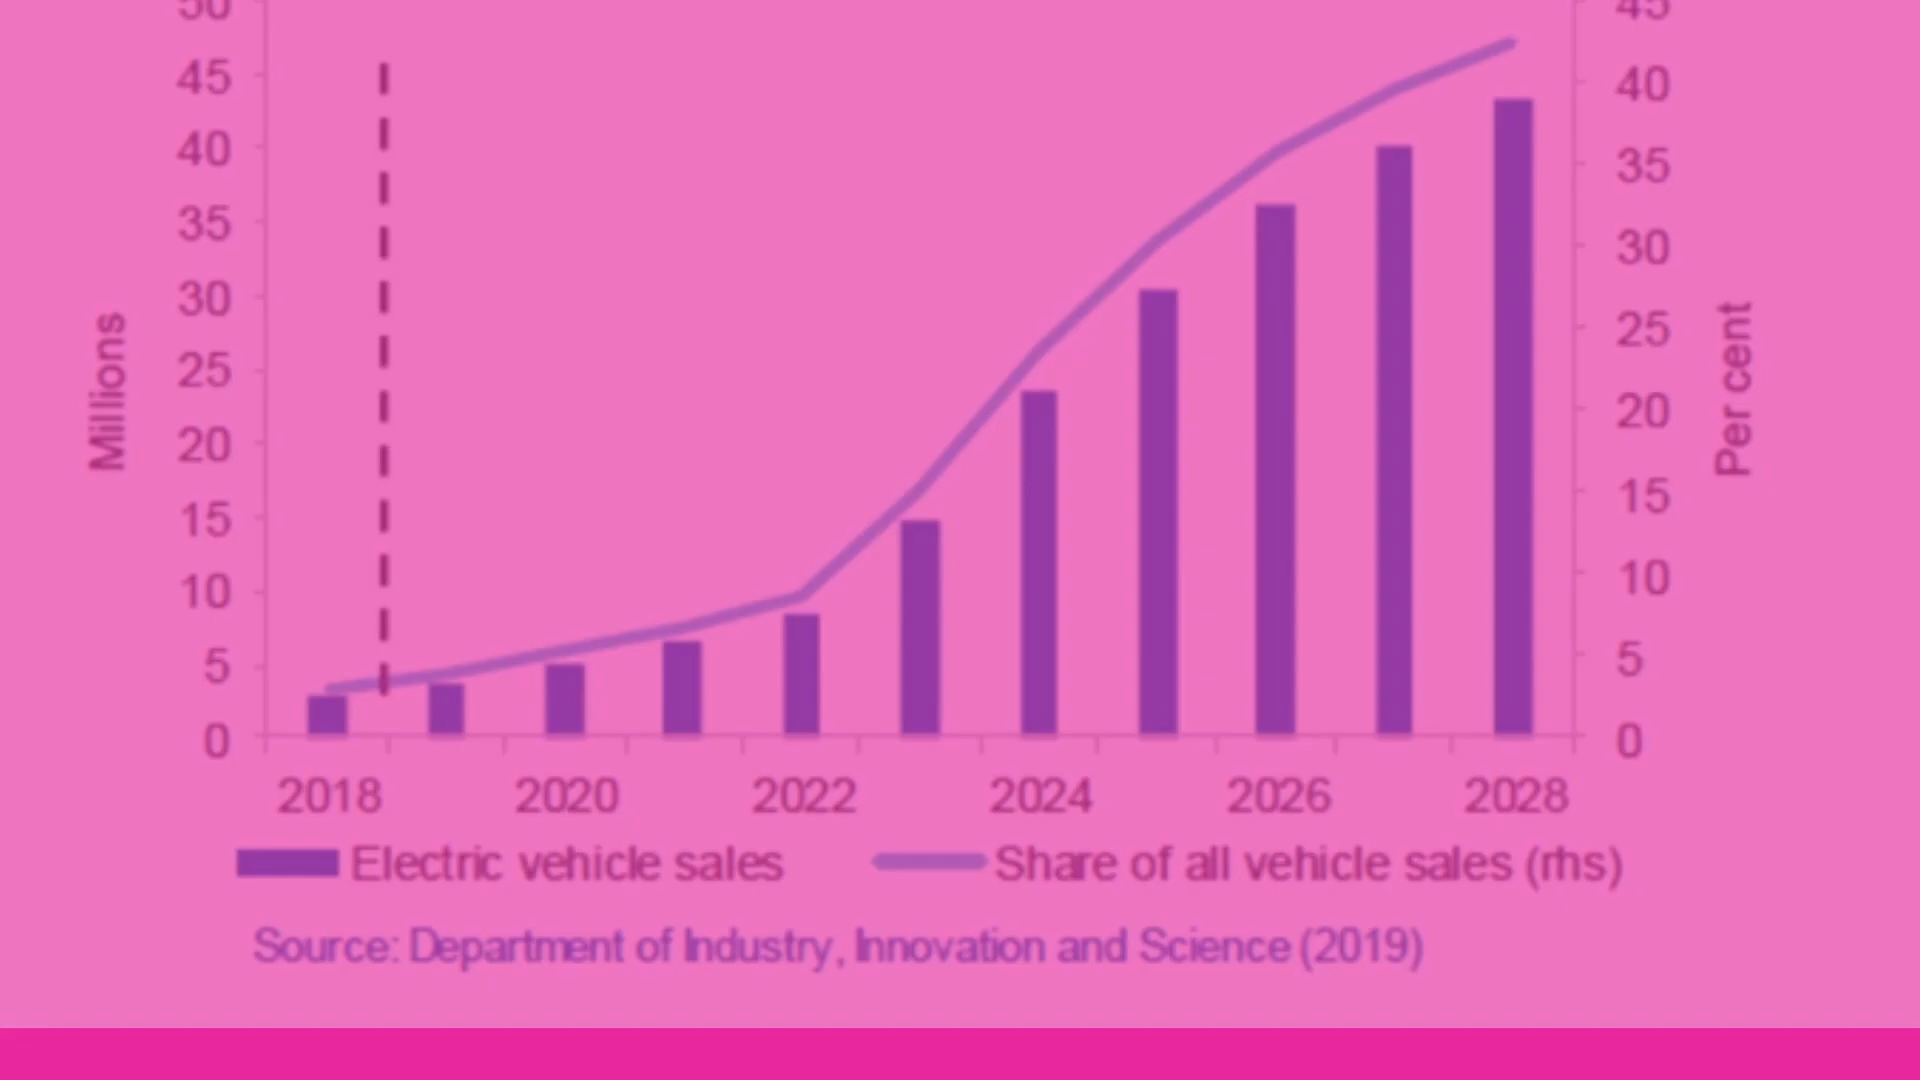 50 45
45 40
40 35
35 30
30 25
25 20
20 15
15 10
10 5
5 0
0
Millions
Per cent
2018 2020 2022 2024 2026 2028
Electric vehicle sales Share of all vehicle sales (rhs)
Source: Department of Industry, Innovation and Science (2019)